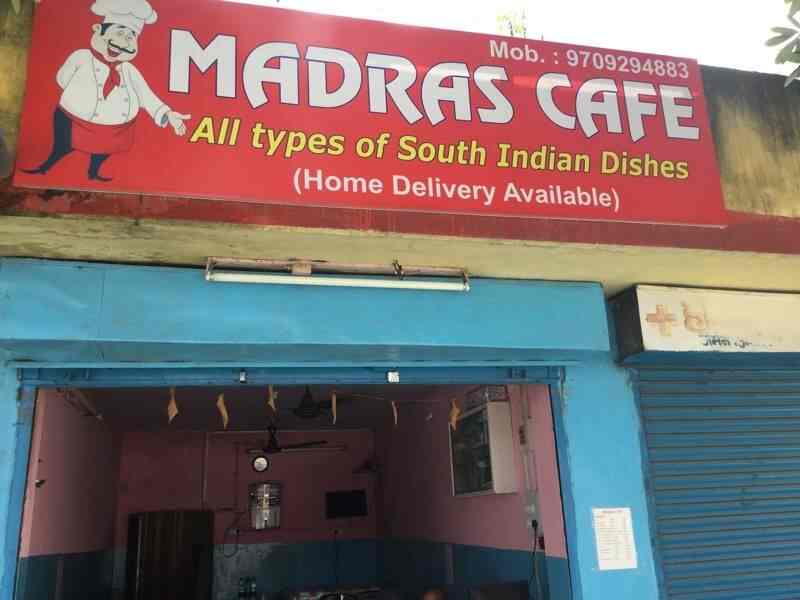 Mob. : 9709294883
MADRAS CAFE
All types of South Indian Dishes
(Home Delivery Available)